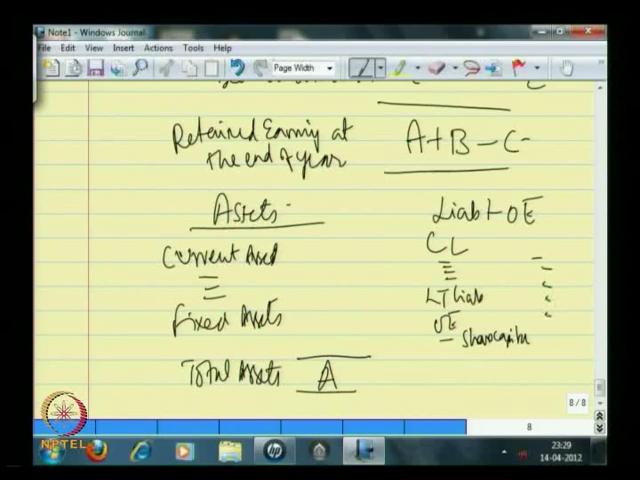 Note1 - Windows Journal
File Edit View Insert Actions Tools Help
Page Width
C
Retained Earning at
the end of year
A+B-C
Assets
Liab+OE
Current Asset
CL
LT Liab
Fixed Assets
OE
- Sharecapital
Total Assets A
8/8
8
NPTEL
23:29
14-04-2012